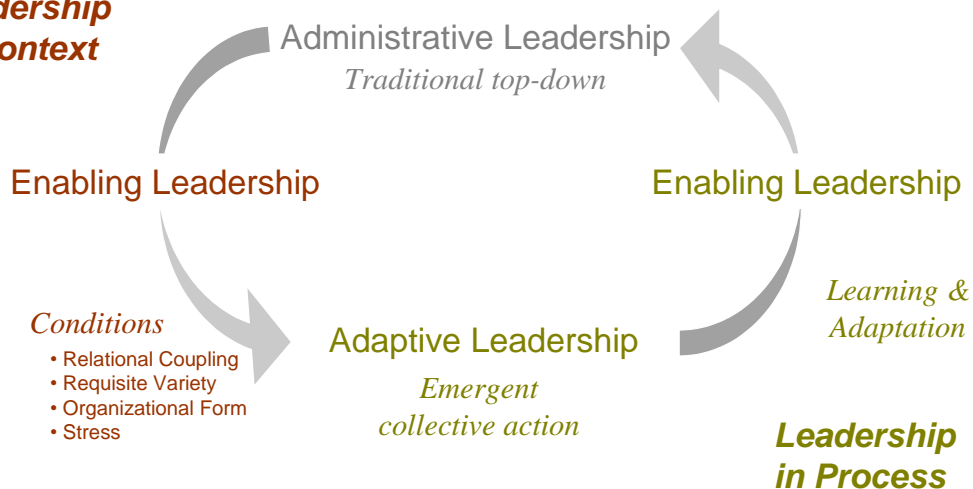 ontext
Administrative Leadership
Traditional top-down
Enabling Leadership
Enabling Leadership
Conditions
• Relational Coupling
• Requisite Variety
• Organizational Form
• Stress
Adaptive Leadership
Emergent
collective action
Learning &
Adaptation
Leadership
in Process